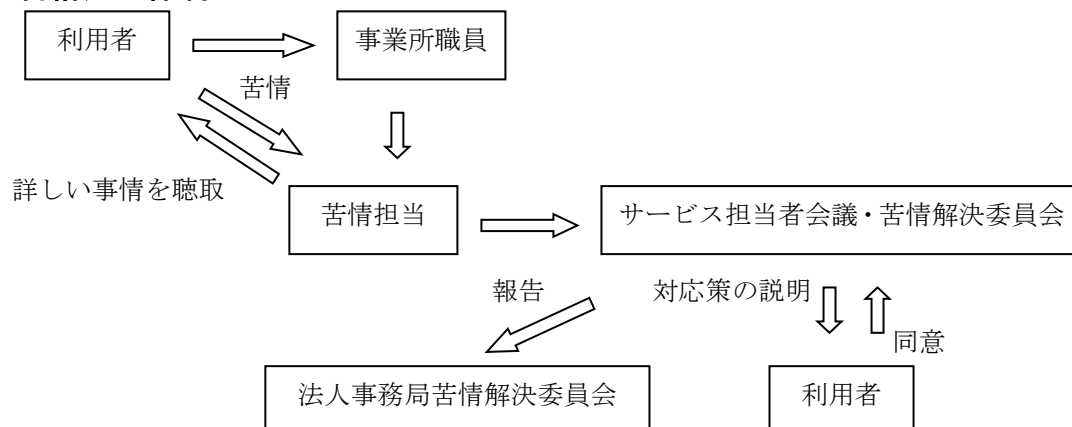 利用者
事業所職員
苦情
詳しい事情を聴取
苦情担当
サービス担当者会議・苦情解決委員会
報告
対応策の説明
同意
法人事務局苦情解決委員会
利用者